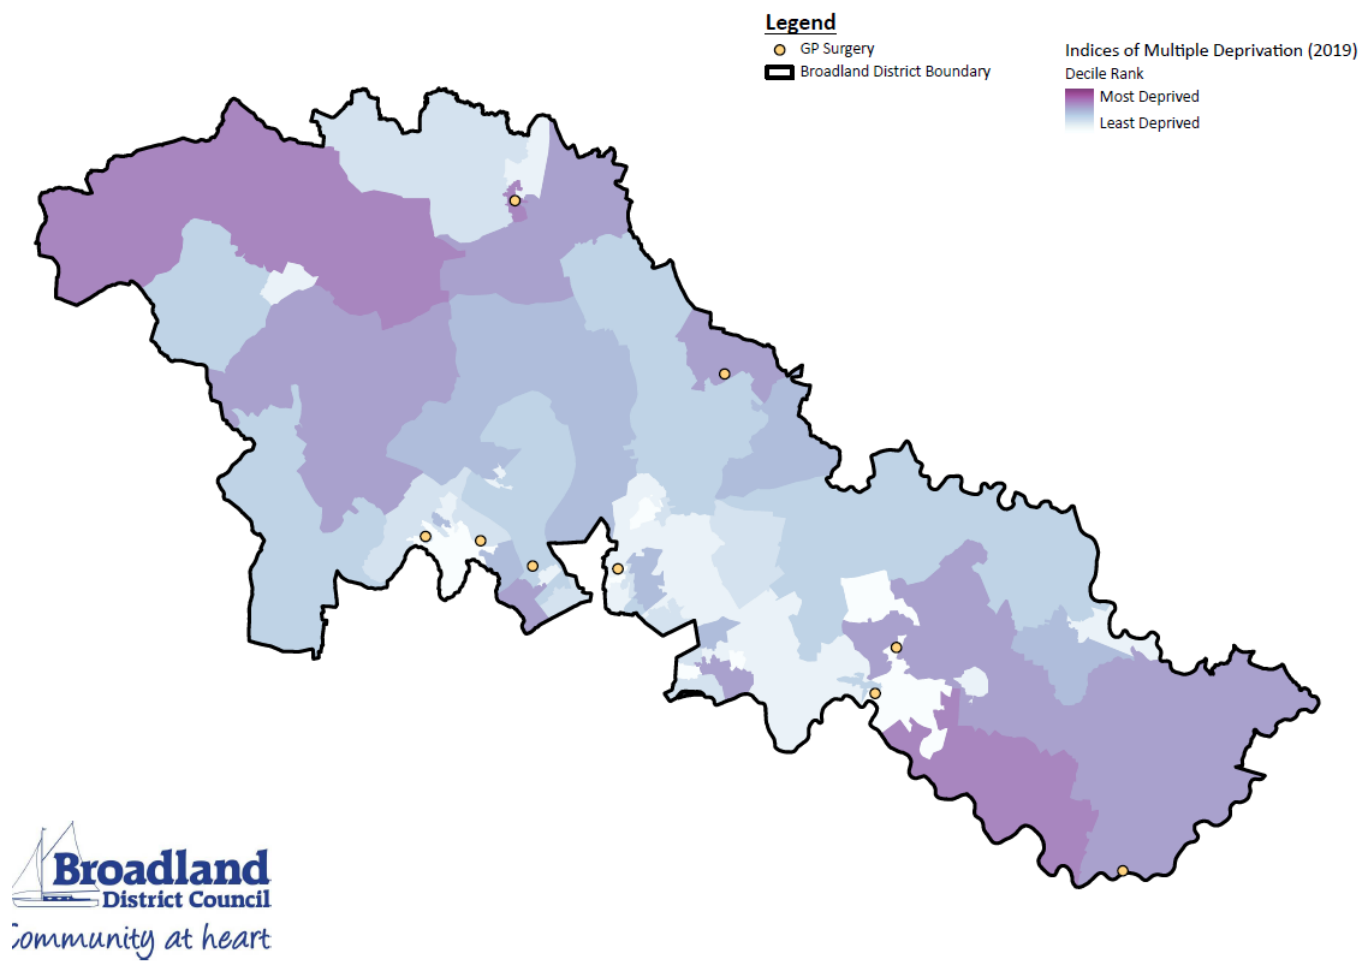 Legend
GP Surgery
Broadland District Boundary
Indices of Multiple Deprivation (2019)
Decile Rank
Most Deprived
Least Deprived
Broadland
District Council
Community at heart